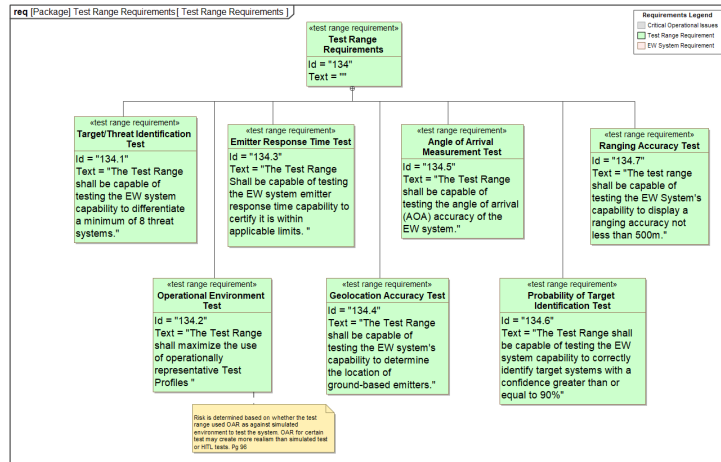 req [Package] Test Range Requirements[ Test Range Requirements ]
Requirements Legend
Critical Operational Issues
Test Range Requirement
EW System Requirement
«test range requirement»
Test Range
Requirements
Id = "134"
Text = ""
«test range requirement»
Target/Threat Identification
Test
Id = "134.1"
Text = "The Test Range
shall be capable of
testing the EW system
capability to differentiate
a minimum of 8 threat
systems."
«test range requirement»
Emitter Response Time Test
Id = "134.3"
Text = "The Test Range
Shall be capable of testing
the EW system emitter
response time capability to
certify it is within
applicable limits. "
«test range requirement»
Angle of Arrival
Measurement Test
Id = "134.5"
Text = "The Test Range
shall be capable of
testing the angle of arrival
(AOA) accuracy of the
EW system."
«test range requirement»
Ranging Accuracy Test
Id = "134.7"
Text = "The Test range
shall be capable of
testing the EW System's
capability to display a
ranging accuracy not
less than 500m.
«test range requirement»
Operational Environment
Test
Id = "134.2"
Text = "The Test Range
shall maximize the use
of operationally
representative Test
Profiles "
«test range requirement»
Geolocation Accuracy Test
Id = "134.4"
Text = "The Test Range
shall be capable of
testing the EW system's
capability to determine
the location of
ground-based emitters."
«test range requirement»
Probability of Target
Identification Test
Id = "134.6"
Text = "The Test Range shall
be capable of testing the EW
system capability to correctly
identify target systems with a
confidence greater than or
equal to 90%"
Risk is determined based on whether the test
range used OAR as against simulated
environment to test the system. OAR for certain
test may create more realism than simulated test
or HITL tests. Pg 96